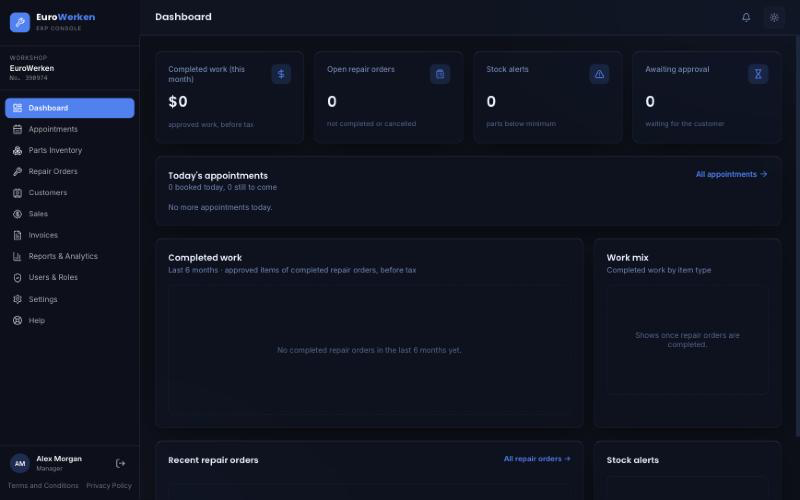 EuroWerken
ERP CONSOLE
WORKSHOP
EuroWerken
No. 390974
Dashboard
Appointments
Parts Inventory
Repair Orders
Customers
Sales
Invoices
Reports & Analytics
Users & Roles
Settings
Help
AM
Alex Morgan
Manager
Terms and Conditions Privacy Policy
Dashboard
Completed work (this
month)
$0
approved work, before tax
Open repair orders
0
not completed or cancelled
Stock alerts
0
parts below minimum
Awaiting approval
0
waiting for the customer
Today's appointments
0 booked today, 0 still to come
All appointments →
No more appointments today.
Completed work
Last 6 months · approved items of completed repair orders, before tax
No completed repair orders in the last 6 months yet.
Work mix
Completed work by item type
Shows once repair orders are
completed.
Recent repair orders
All repair orders →
Stock alerts